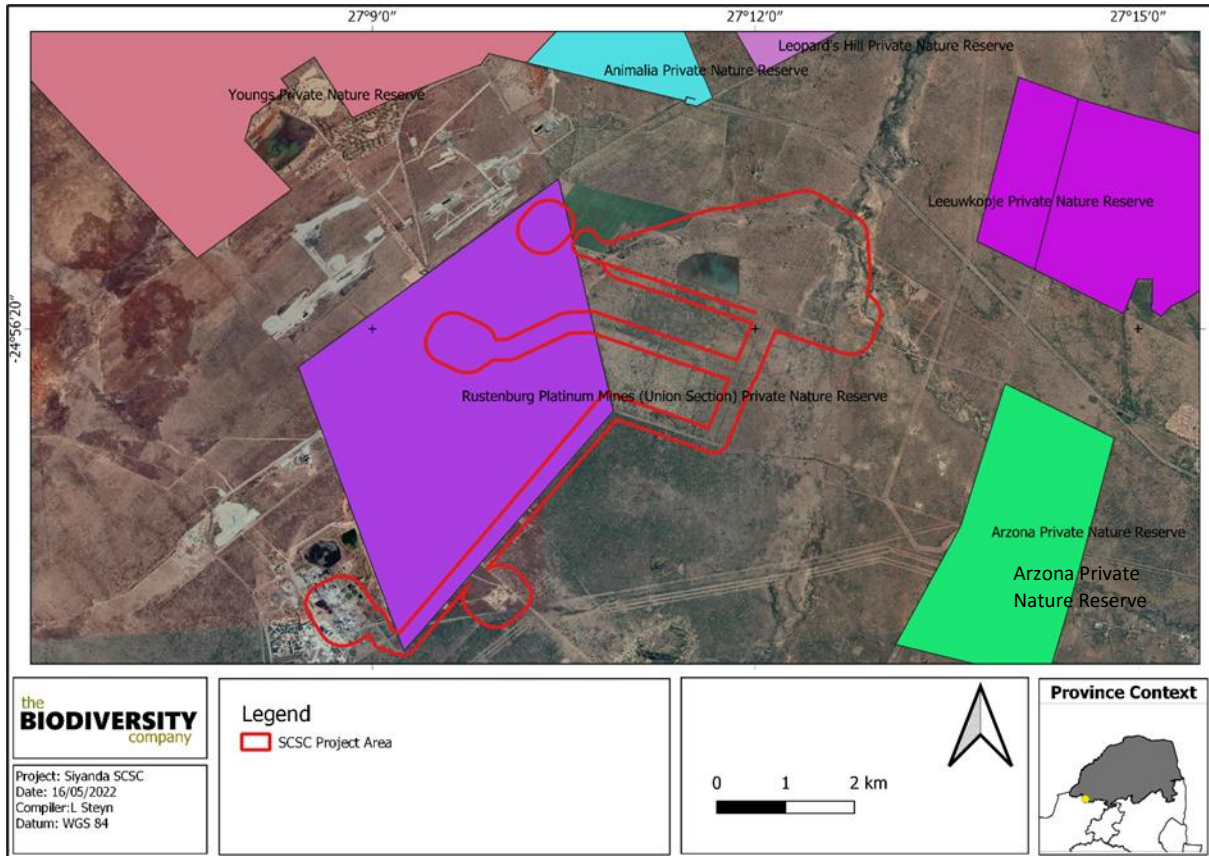 27°9'0"
27°12'0"
27°15'0"
-24°56'20"
Leopard's Hill Private Nature Reserve
Animalia Private Nature Reserve
Youngs Private Nature Reserve
Leeuwkopje Private Nature Reserve
Rustenburg Platinum Mines (Union Section) Private Nature Reserve
Arzona Private Nature Reserve
Arzona Private
Nature Reserve
the
BIODIVERSITY
company
Project: Siyanda SCSC
Date: 16/05/2022
Compiler:L Steyn
Datum: WGS 84
Legend
SCSC Project Area
0 1 2 km
Province Context